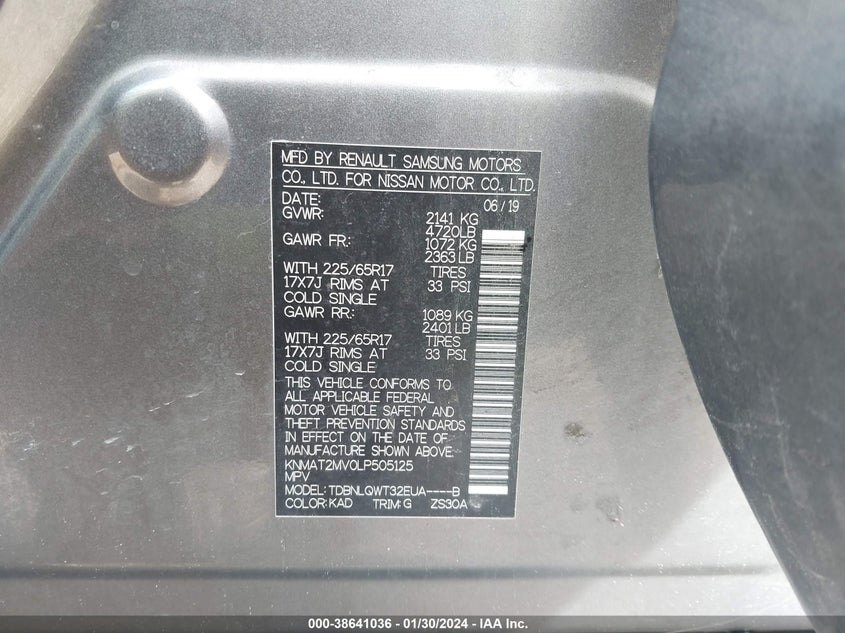 MFD BY RENAULT SAMSUNG MOTORS
CO., LTD. FOR NISSAN MOTOR CO., LTD.
DATE: 06/19
GVWR: 2141 KG
4720LB
GAWR FR: 1072 KG
2363 LB
WITH 225/65R17 TIRES
17X7J RIMS AT 33 PSI
COLD SINGLE
GAWR RR: 1089 KG
2401 LB
WITH 225/65R17 TIRES
17X7J RIMS AT 33 PSI
COLD SINGLE
THIS VEHICLE CONFORMS TO
ALL APPLICABLE FEDERAL
MOTOR VEHICLE SAFETY AND
THEFT PREVENTION STANDARDS
IN EFFECT ON THE DATE OF
MANUFACTURE SHOWN ABOVE.
KNMAT2MV0LP505125
MPV
MODEL: TDBNLQWT32EUA----B
COLOR: KAD TRIM: G ZS30A
000-38641036 - 01/30/2024 - IAA Inc.